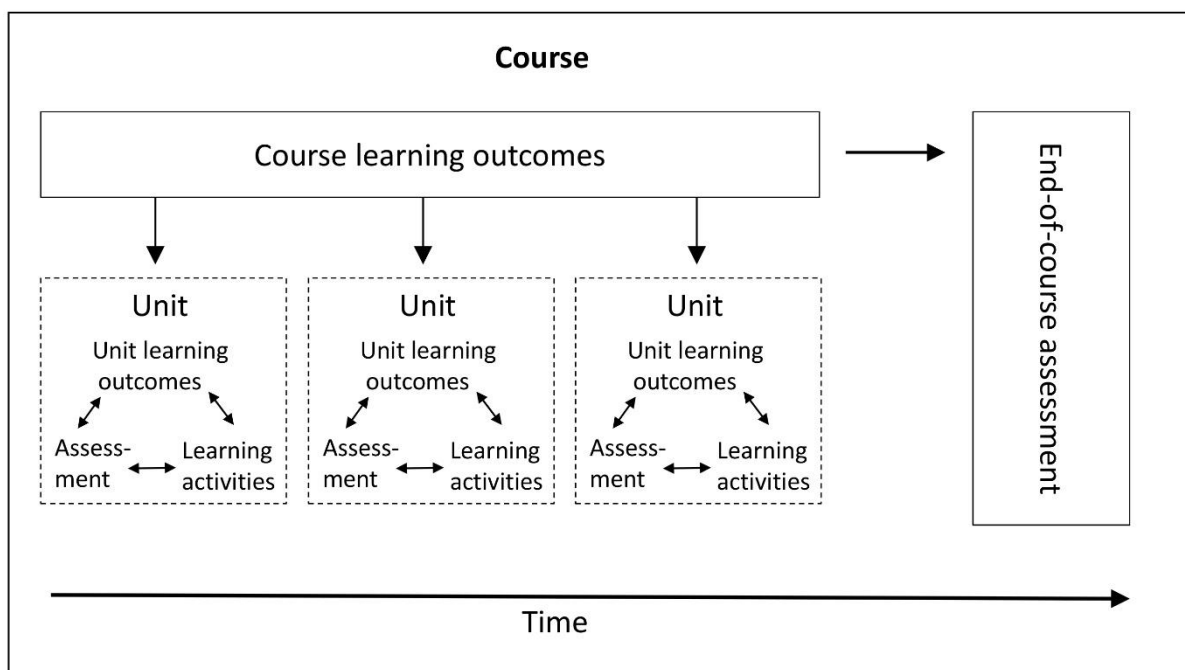 Course
Course learning outcomes
End-of-course assessment
Unit
Unit learning
outcomes
Assess-
ment
Learning
activities
Unit
Unit learning
outcomes
Assess-
ment
Learning
activities
Unit
Unit learning
outcomes
Assess-
ment
Learning
activities
Time